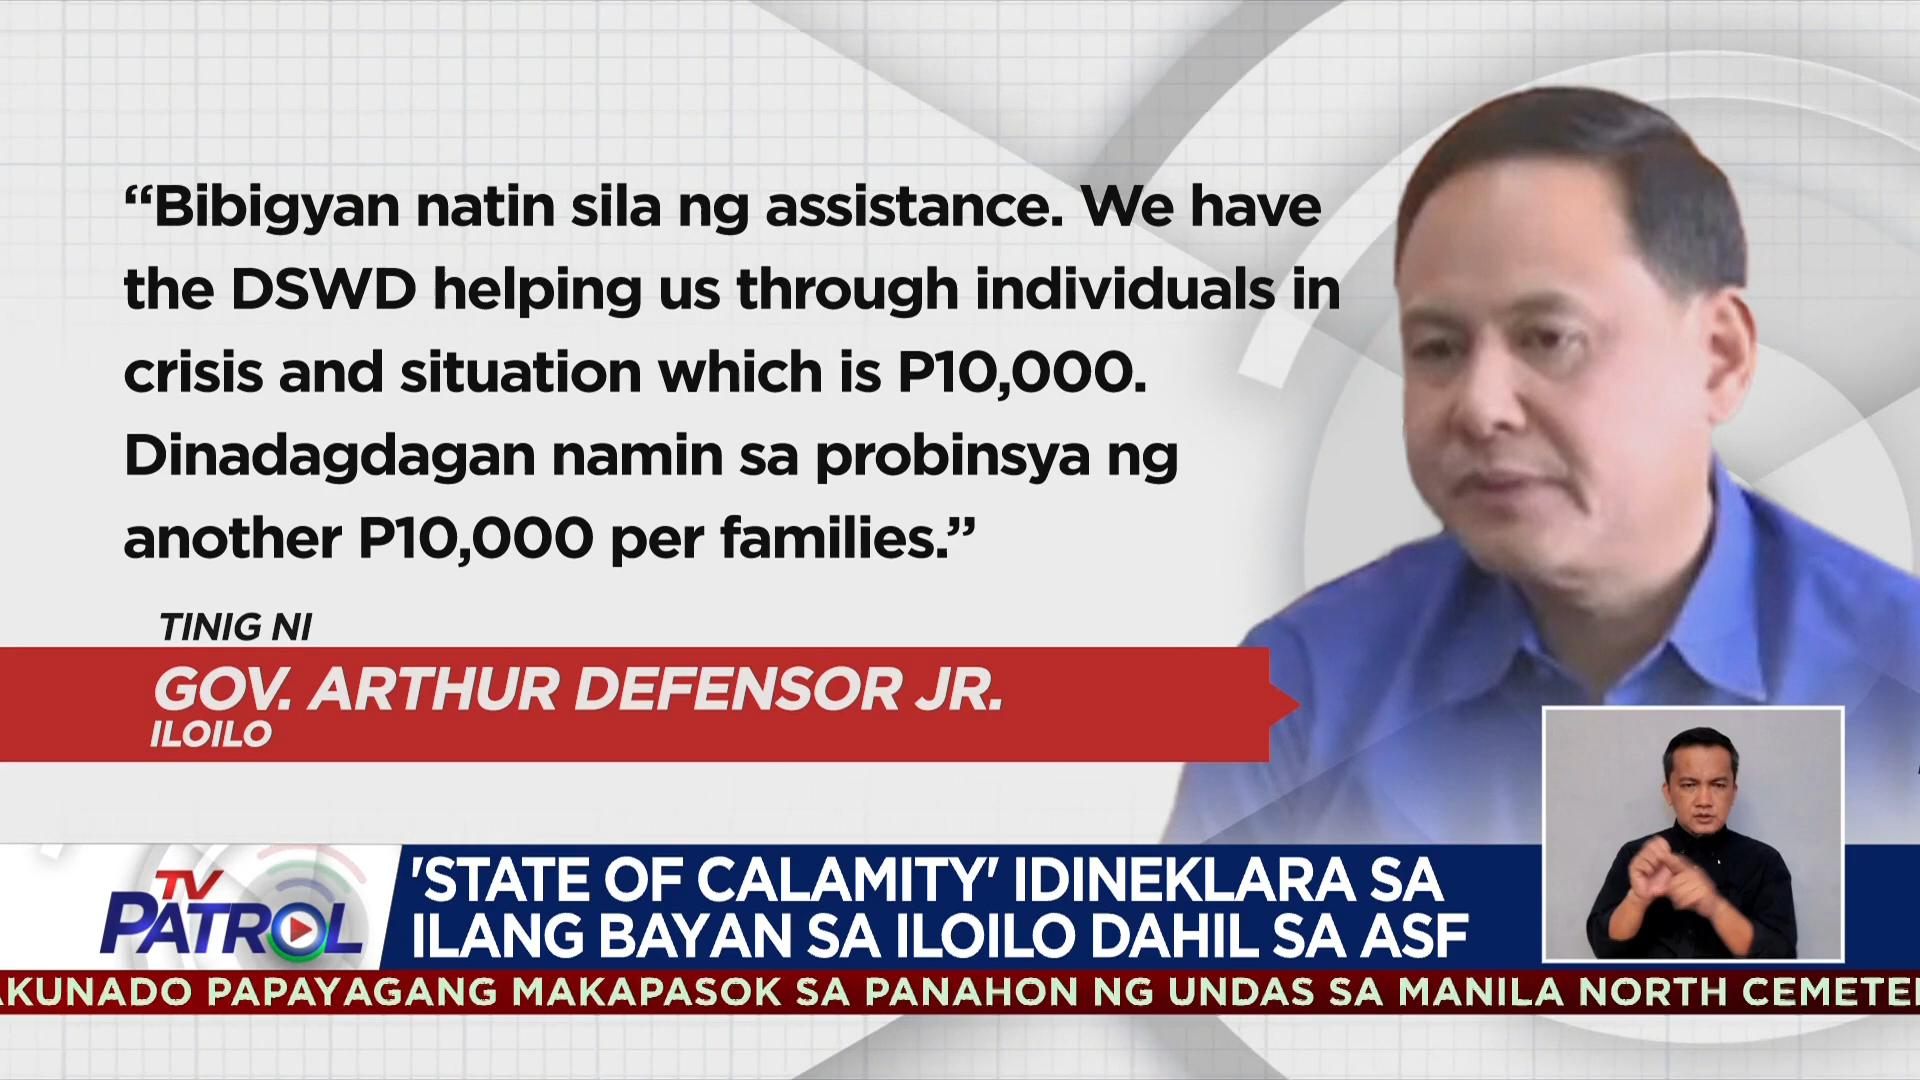 “Bibigyan natin sila ng assistance. We have
the DSWD helping us through individuals in
crisis and situation which is P10,000.
Dinadagdagan namin sa probinsya ng
another P10,000 per families.”
TINIG NI
GOV. ARTHUR DEFENSOR JR.
ILOILO
TV
PATROL
'STATE OF CALAMITY' IDINEKLARA SA
ILANG BAYAN SA ILOILO DAHIL SA ASF
PAPAYAGANG MAKAPASOK SA PANAHON NG UNDAS SA MANILA NORTH